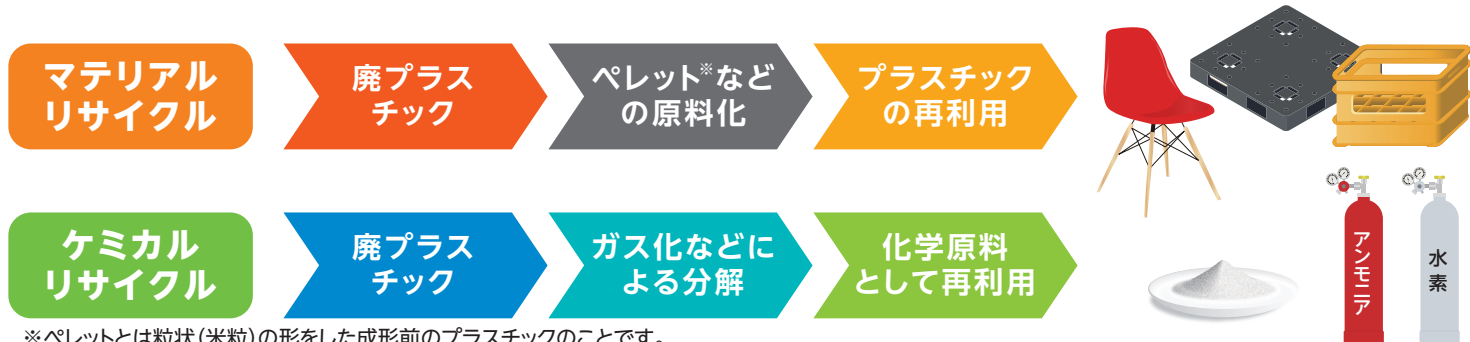 マテリアル
リサイクル
廃プラス
チック
ペレット※など
の原料化
プラスチック
の再利用
ケミカル
リサイクル
廃プラス
チック
ガス化などに
よる分解
化学原料
として再利用
アンモニア
水素
※ペレットとは粒状(米粒)の形をした成形前のプラスチックのことです。